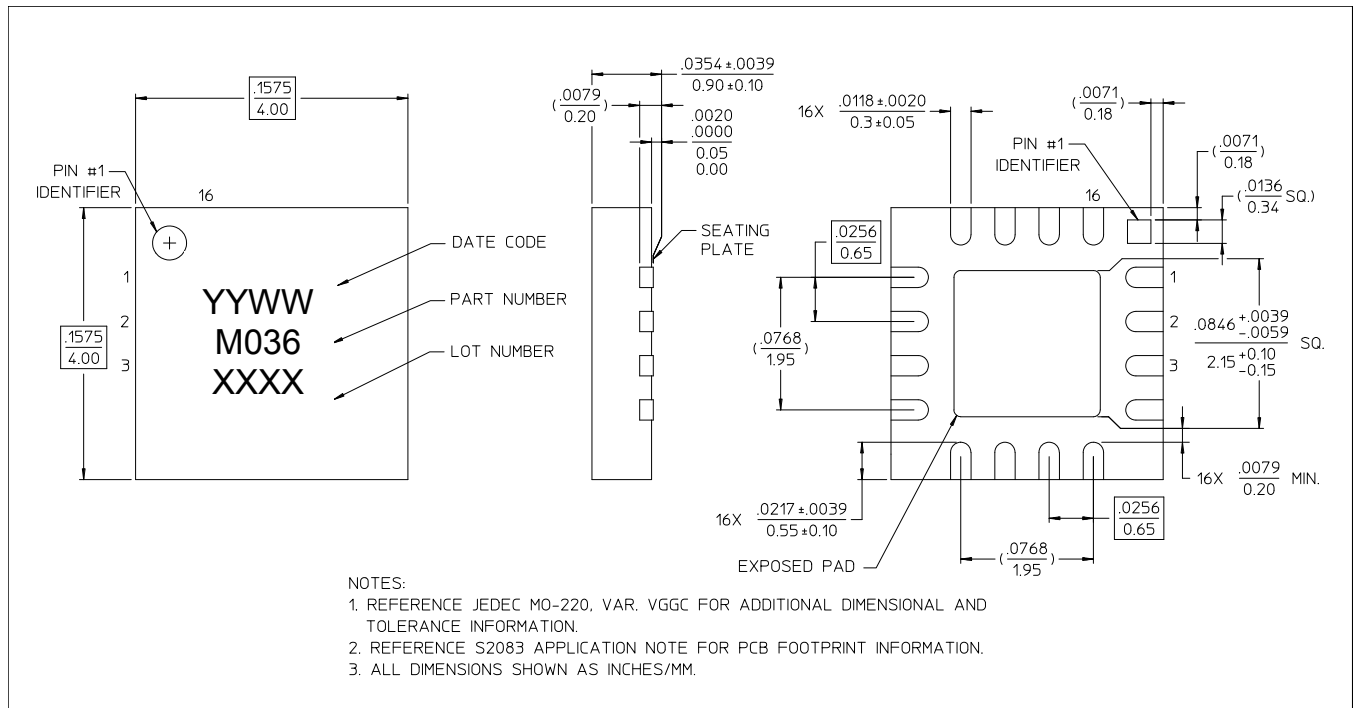 .1575
4.00
PIN #1
IDENTIFIER
16
1
2
3
.1575
4.00
YYWW
M036
XXXX
DATE CODE
PART NUMBER
LOT NUMBER
.0354±.0039
0.90±0.10
(.0079
0.20)
.0020
.0000
0.05
0.00
SEATING
PLATE
16X .0118±.0020
0.3±0.05
(.0071
0.18)
PIN #1
IDENTIFIER
16
(.0071
0.18)
(.0136
0.34 SQ.)
.0256
0.65
(.0768
1.95)
1
2
3
.0846 +.0039
-.0059
2.15 +0.10
-0.15
SQ.
16X .0079 MIN.
0.20
16X .0217±.0039
0.55±0.10
.0256
0.65
(.0768
1.95)
EXPOSED PAD
NOTES:
1. REFERENCE JEDEC MO-220, VAR. VGGC FOR ADDITIONAL DIMENSIONAL AND
TOLERANCE INFORMATION.
2. REFERENCE S2083 APPLICATION NOTE FOR PCB FOOTPRINT INFORMATION.
3. ALL DIMENSIONS SHOWN AS INCHES/MM.